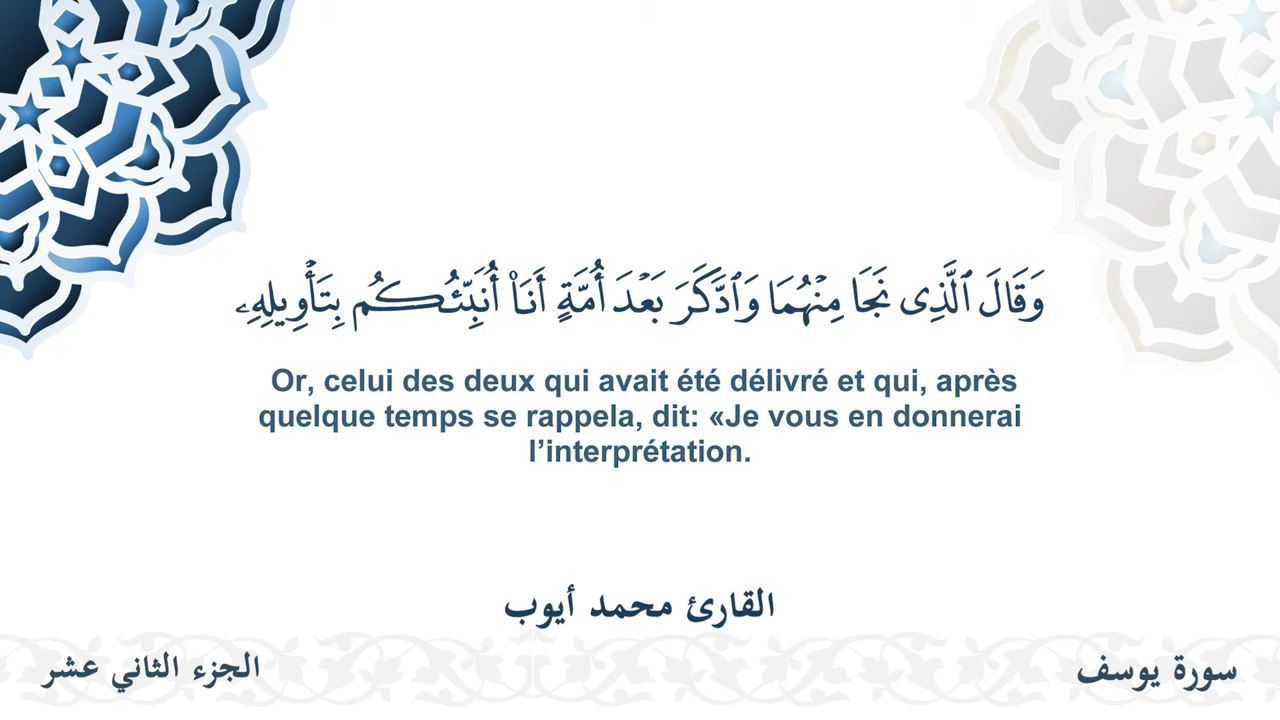 وَقَالَ ٱلَّذِى نَجَا مِنْهُمَا وَٱدَّكَرَ بَعْدَ أُمَّةٍ أَنَا۠ أُنَبِّئُكُم بِتَأْوِيلِهِۦ
Or, celui des deux qui avait été délivré et qui, après
quelque temps se rappela, dit: «Je vous en donnerai
l’interprétation.
القارئ محمد أيوب
سورة يوسف
الجزء الثاني عشر